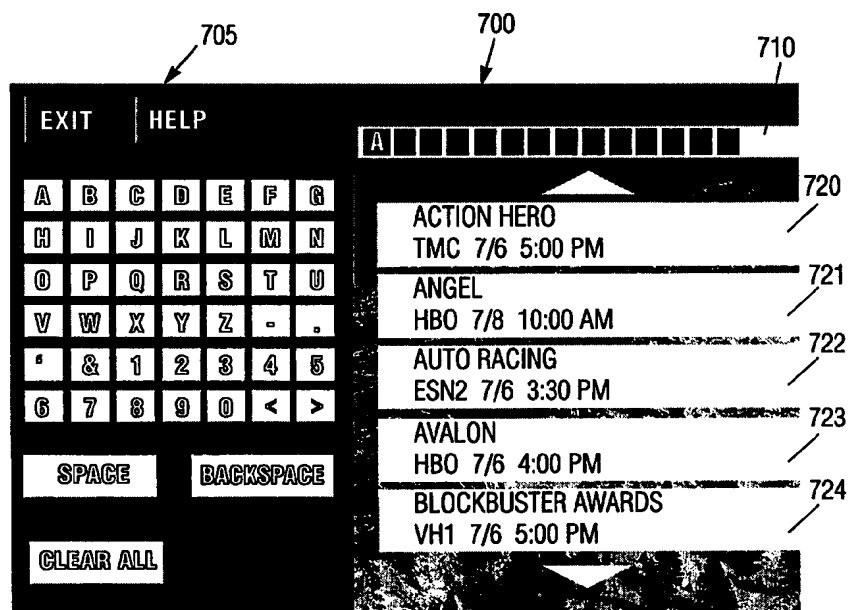 705
700
710
EXIT HELP
A
A B C D E F G
H I J K L M N
O P Q R S T U
V W X Y Z - .
' & 1 2 3 4 5
6 7 8 9 0 < >
SPACE BACKSPACE
CLEAR ALL
ACTION HERO
TMC 7/6 5:00 PM
720
ANGEL
HBO 7/8 10:00 AM
721
AUTO RACING
ESN2 7/6 3:30 PM
722
AVALON
HBO 7/6 4:00 PM
723
BLOCKBUSTER AWARDS
VH1 7/6 5:00 PM
724